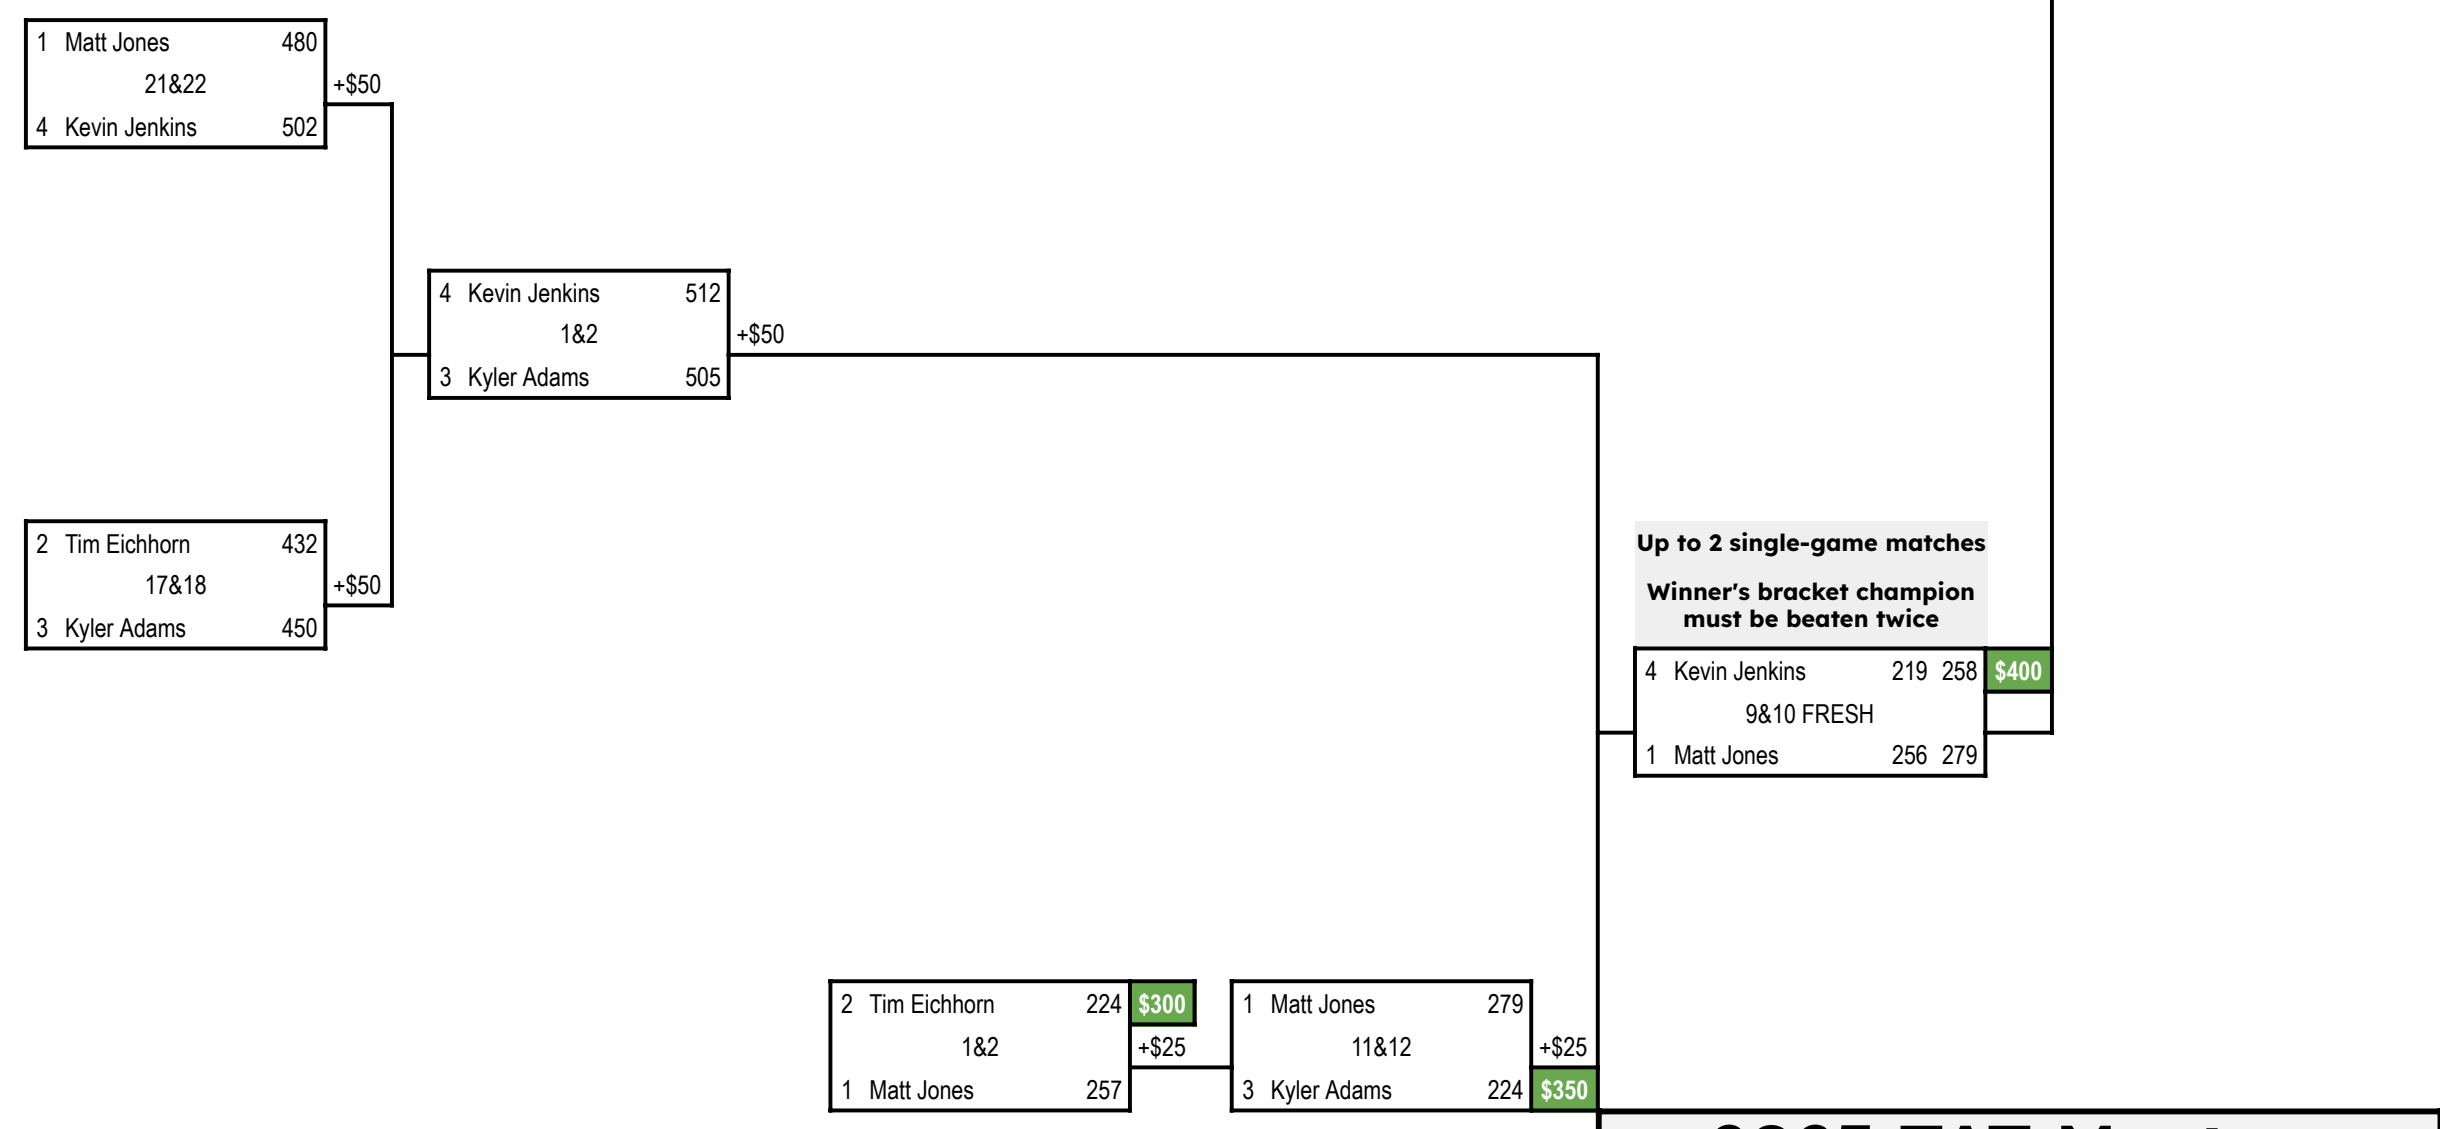 1 Matt Jones 480
21&22
+$50
4 Kevin Jenkins 502
4 Kevin Jenkins 512
1&2
+$50
3 Kyler Adams 505
2 Tim Eichhorn 432
17&18
+$50
3 Kyler Adams 450
Up to 2 single-game matches
Winner's bracket champion
must be beaten twice
4 Kevin Jenkins 219 258 $400
9&10 FRESH
1 Matt Jones 256 279
2 Tim Eichhorn 224 $300
1&2
+$25
1 Matt Jones 257
1 Matt Jones 279
11&12
+$25
3 Kyler Adams 224 $350